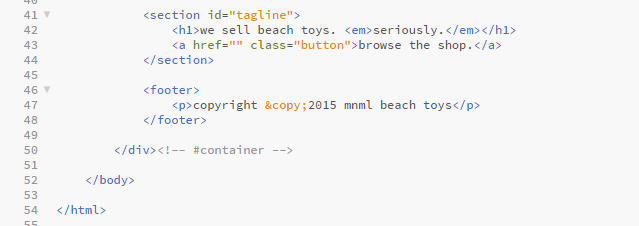 40
41 <section id="tagline">
42 <h1>we sell beach toys. <em>seriously.</em></h1>
43 <a href="" class="button">browse the shop.</a>
44 </section>
45
46 <footer>
47 <p>copyright &copy;2015 mnml beach toys</p>
48 </footer>
49
50 </div><!-- #container -->
51
52 </body>
53
54 </html>
55